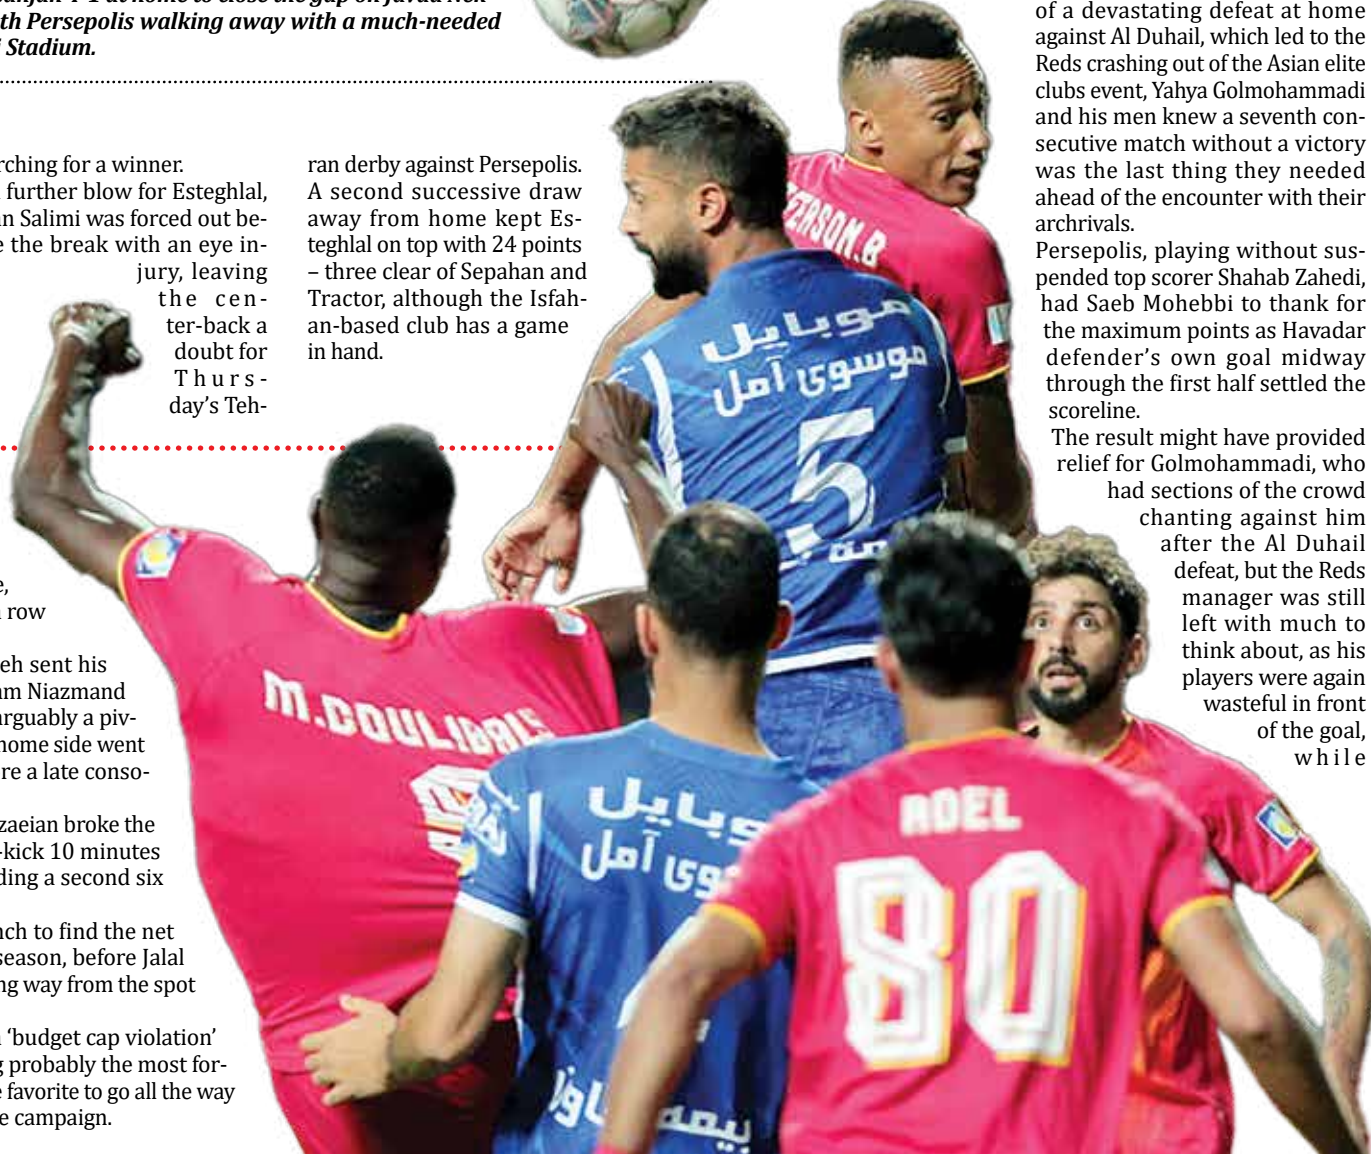 th Persepolis walking away with a much-needed
Stadium.
rching for a winner.
further blow for Esteghlal,
an Salimi was forced out be-
e the break with an eye in-
jury, leaving
the cen-
ter-back a
doubt for
Thurs-
day's Teh-
ran derby against Persepolis.
A second successive draw
away from home kept Es-
teghlal on top with 24 points
– three clear of Sepahan and
Tractor, although the Isfah-
an-based club has a game
in hand.
e,
row
eh sent his
am Niazmand
arguably a piv-
home side went
re a late conso-
zaeian broke the
-kick 10 minutes
ding a second six
nch to find the net
season, before Jalal
ng way from the spot
‘budget cap violation’
g probably the most for-
e favorite to go all the way
e campaign.
of a devastating defeat at home
against Al Duhail, which led to the
Reds crashing out of the Asian elite
clubs event, Yahya Golmohammadi
and his men knew a seventh con-
secutive match without a victory
was the last thing they needed
ahead of the encounter with their
archrivals.
Persepolis, playing without sus-
pended top scorer Shahab Zahedi,
had Saeb Mohebbi to thank for
the maximum points as Havadar
defender's own goal midway
through the first half settled the
scoreline.
The result might have provided
relief for Golmohammadi, who
had sections of the crowd
chanting against him
after the Al Duhail
defeat, but the Reds
manager was still
left with much to
think about, as his
players were again
wasteful in front
of the goal,
while
موبایل
موسوی آمل
5
M.COULIBALY
موبایل
آمل
بیمه
ADEL
80